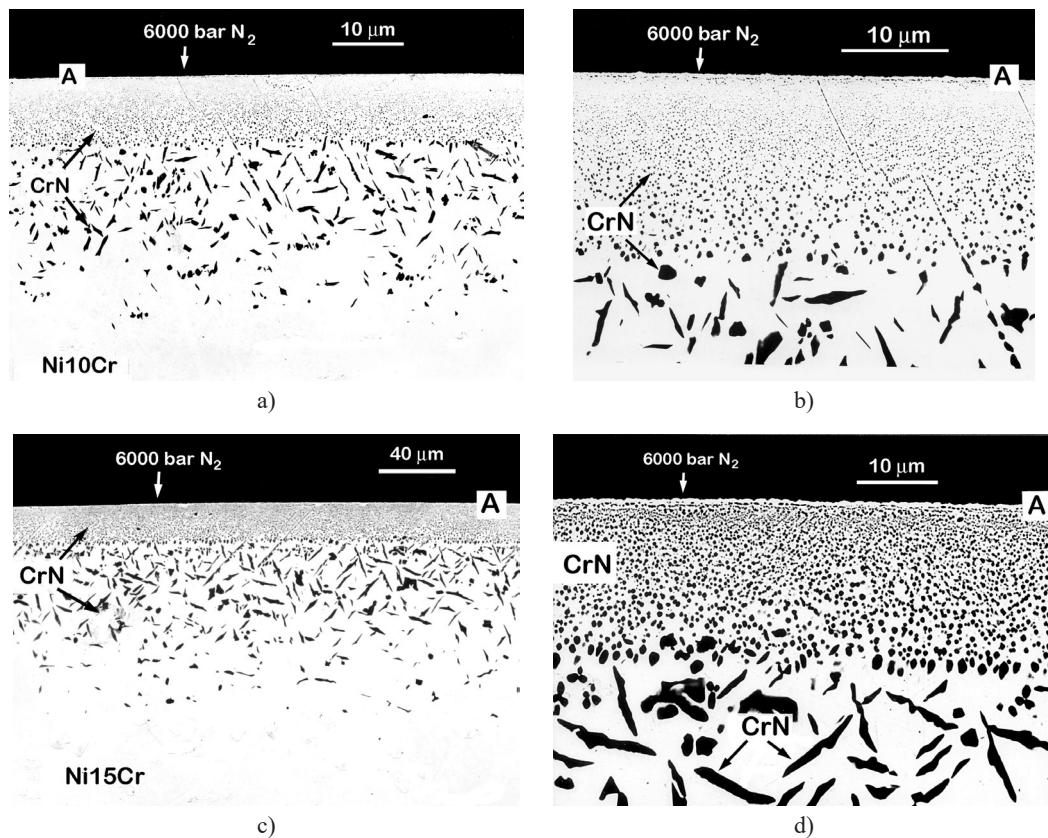 6000 bar N₂
10 μm
A
CrN
Ni10Cr
a)
6000 bar N₂
10 μm
A
CrN
b)
6000 bar N₂
40 μm
A
CrN
Ni15Cr
c)
6000 bar N₂
10 μm
A
CrN
CrN
d)